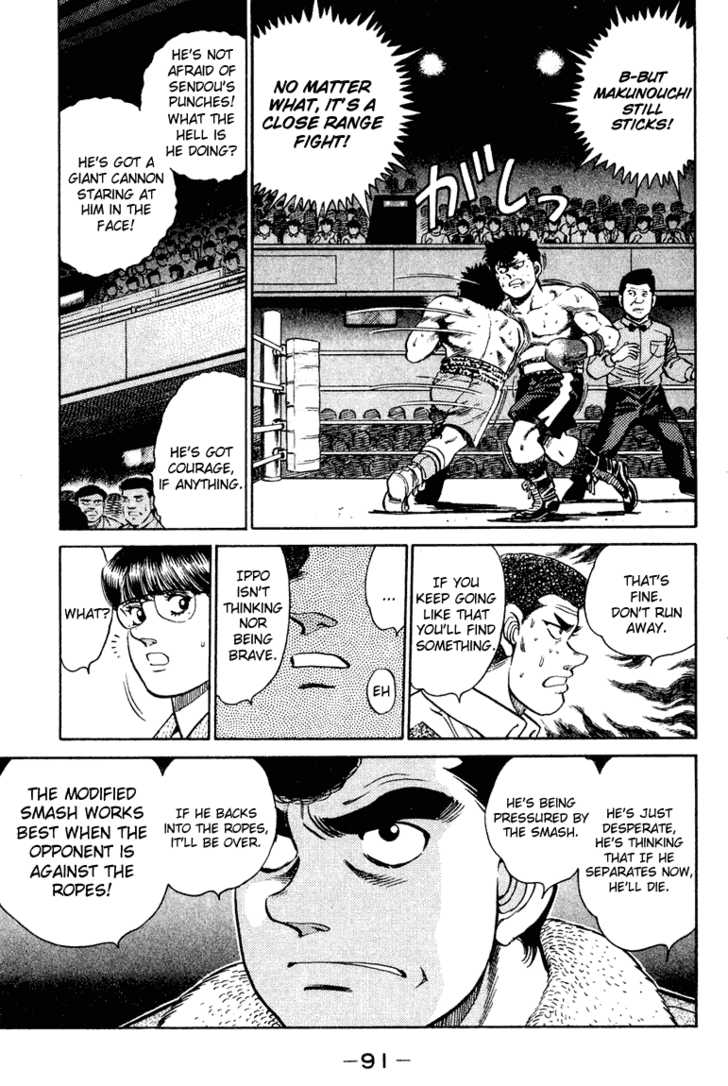 B-BUT
MAKUNOUCHI
STILL
STICKS!
NO MATTER
WHAT, IT'S A
CLOSE RANGE
FIGHT!
ガしっ
HE'S NOT
AFRAID OF
SENDOU'S
PUNCHES!
WHAT THE
HELL IS
HE DOING?
HE'S GOT A
GIANT CANNON
STARING AT
HIM IN THE
FACE!
HE'S GOT
COURAGE,
IF ANYTHING.
THAT'S
FINE.
DON'T RUN
AWAY.
IF YOU
KEEP GOING
LIKE THAT
YOU'LL FIND
SOMETHING.
...
EH
IPPO
ISN'T
THINKING
NOR
BEING
BRAVE.
WHAT?
HE'S JUST
DESPERATE,
HE'S THINKING
THAT IF HE
SEPARATES NOW,
HE'LL DIE.
HE'S BEING
PRESSURED BY
THE SMASH.
IF HE BACKS
INTO THE ROPES,
IT'LL BE OVER.
THE MODIFIED
SMASH WORKS
BEST WHEN THE
OPPONENT IS
AGAINST THE
ROPES!
-91-